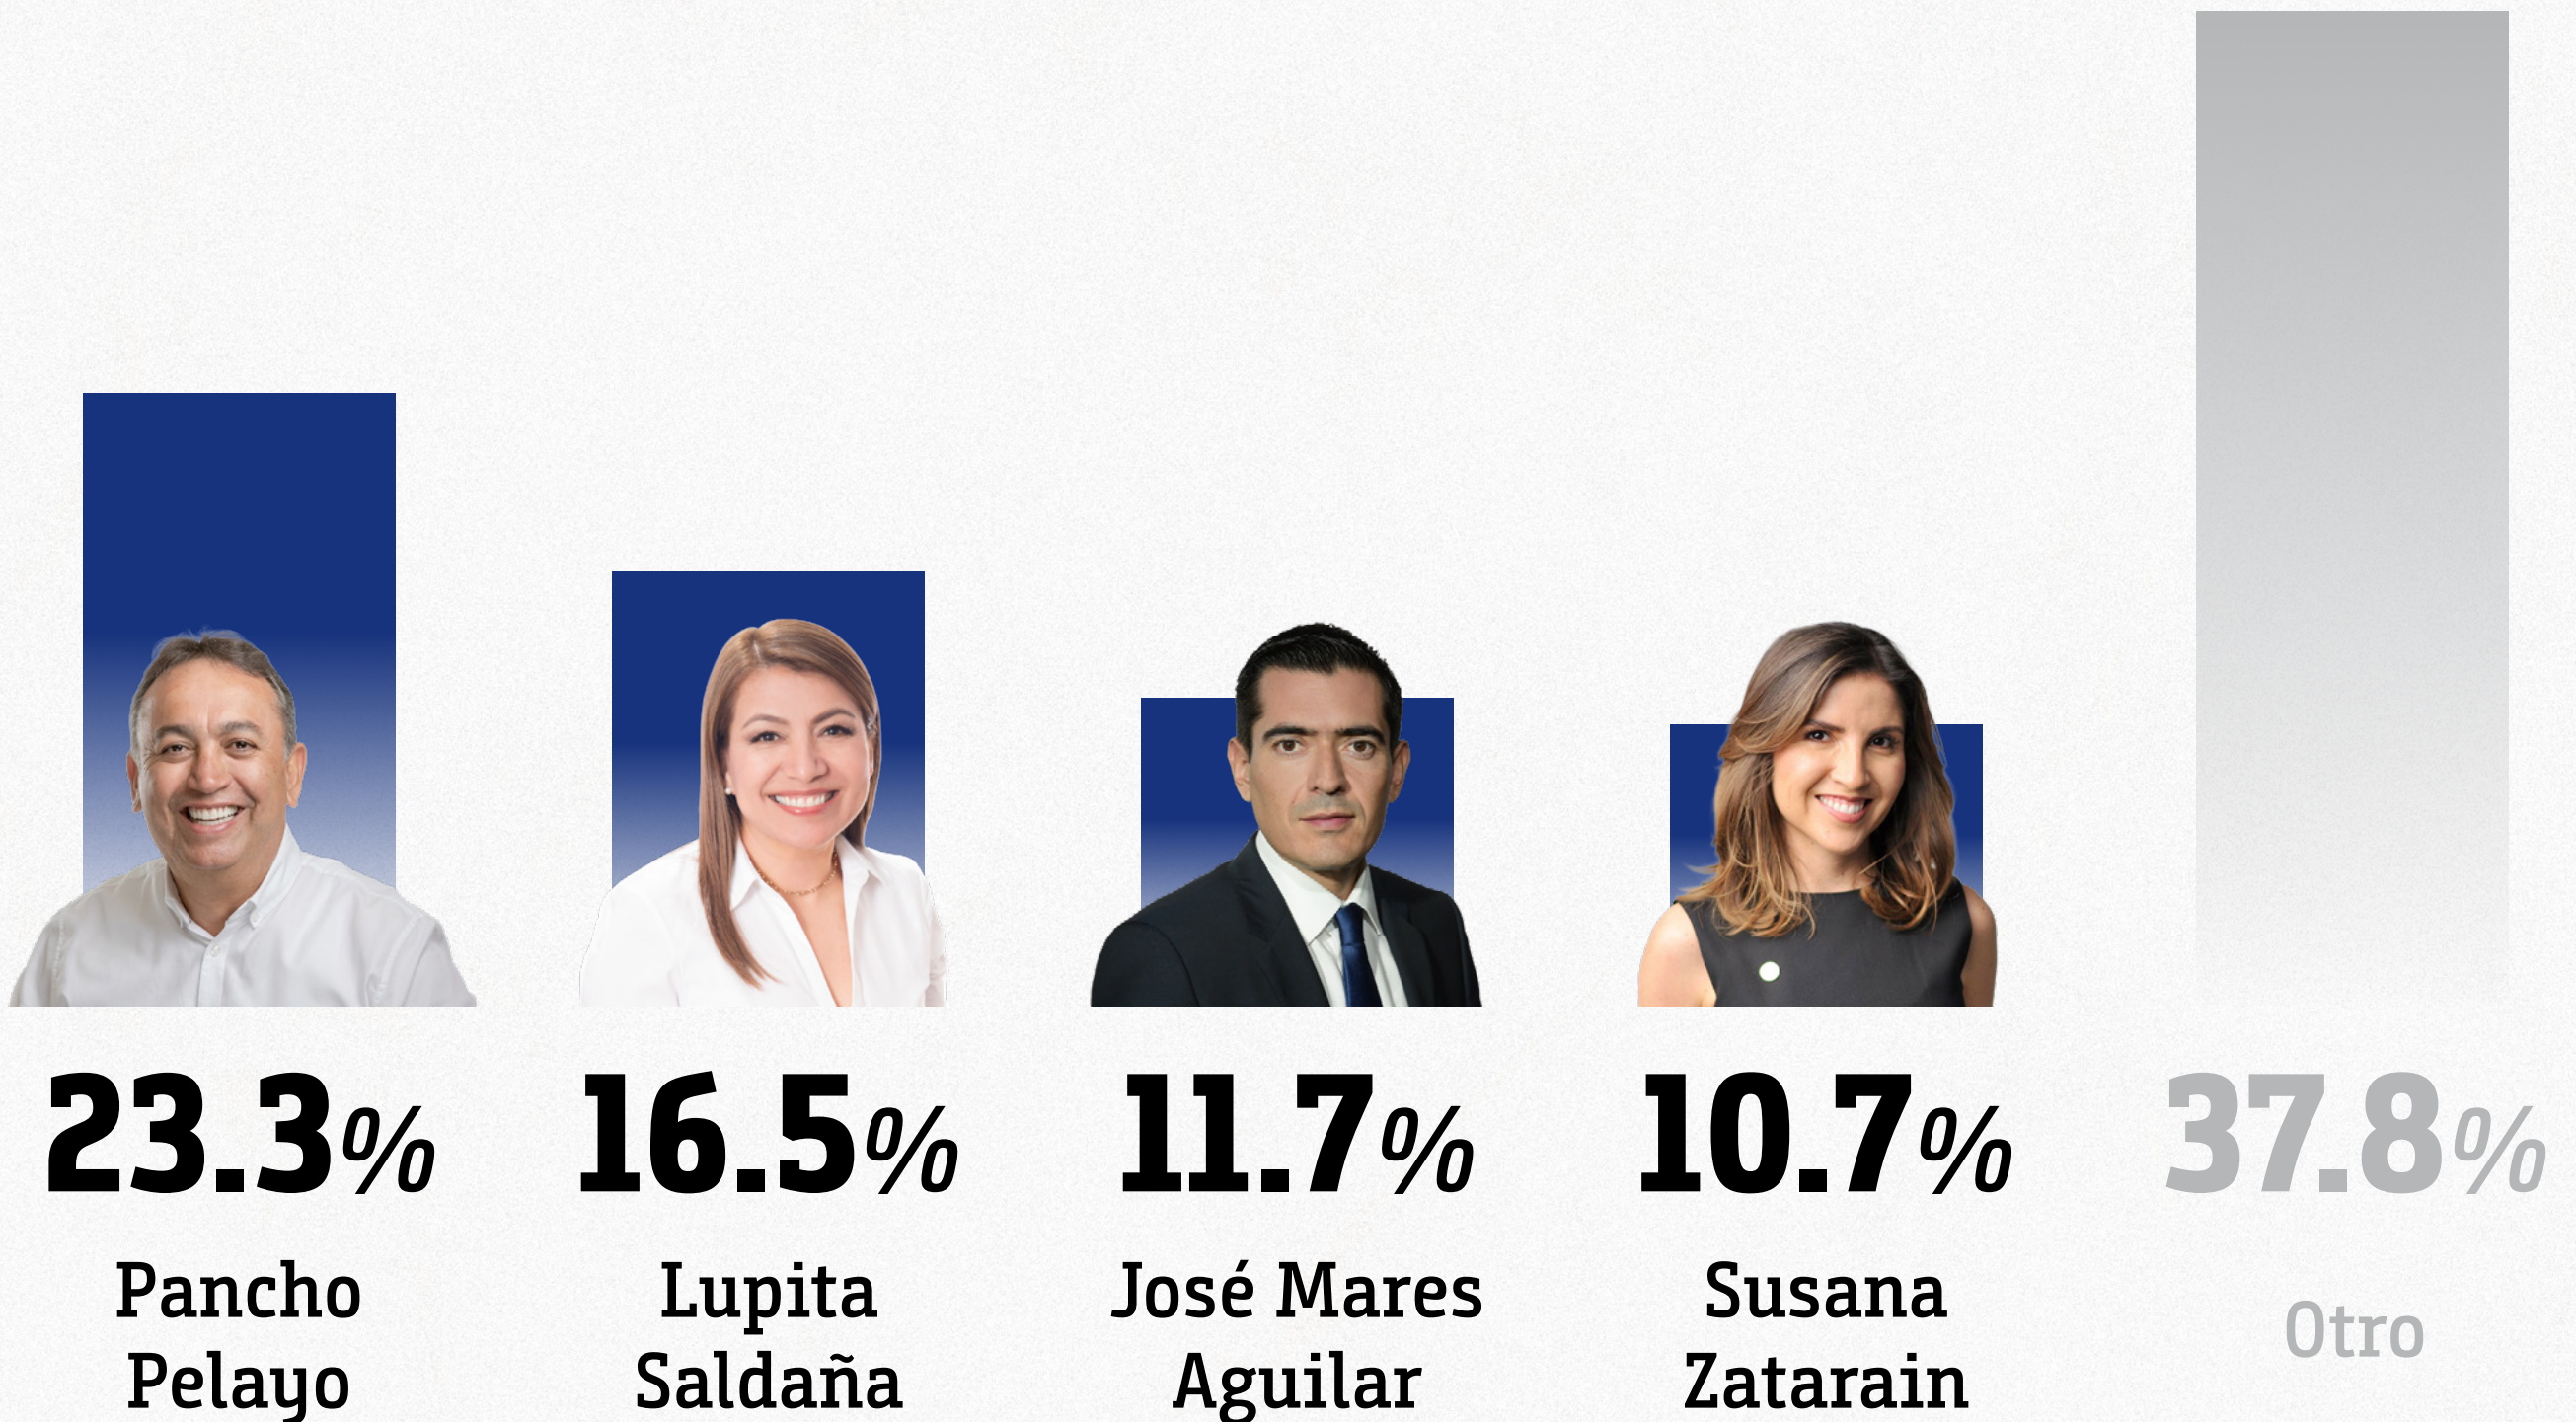 23.3% 16.5% 11.7% 10.7% 37.8%
Pancho
Pelayo
Lupita
Saldaña
José Mares
Aguilar
Susana
Zatarain
Otro